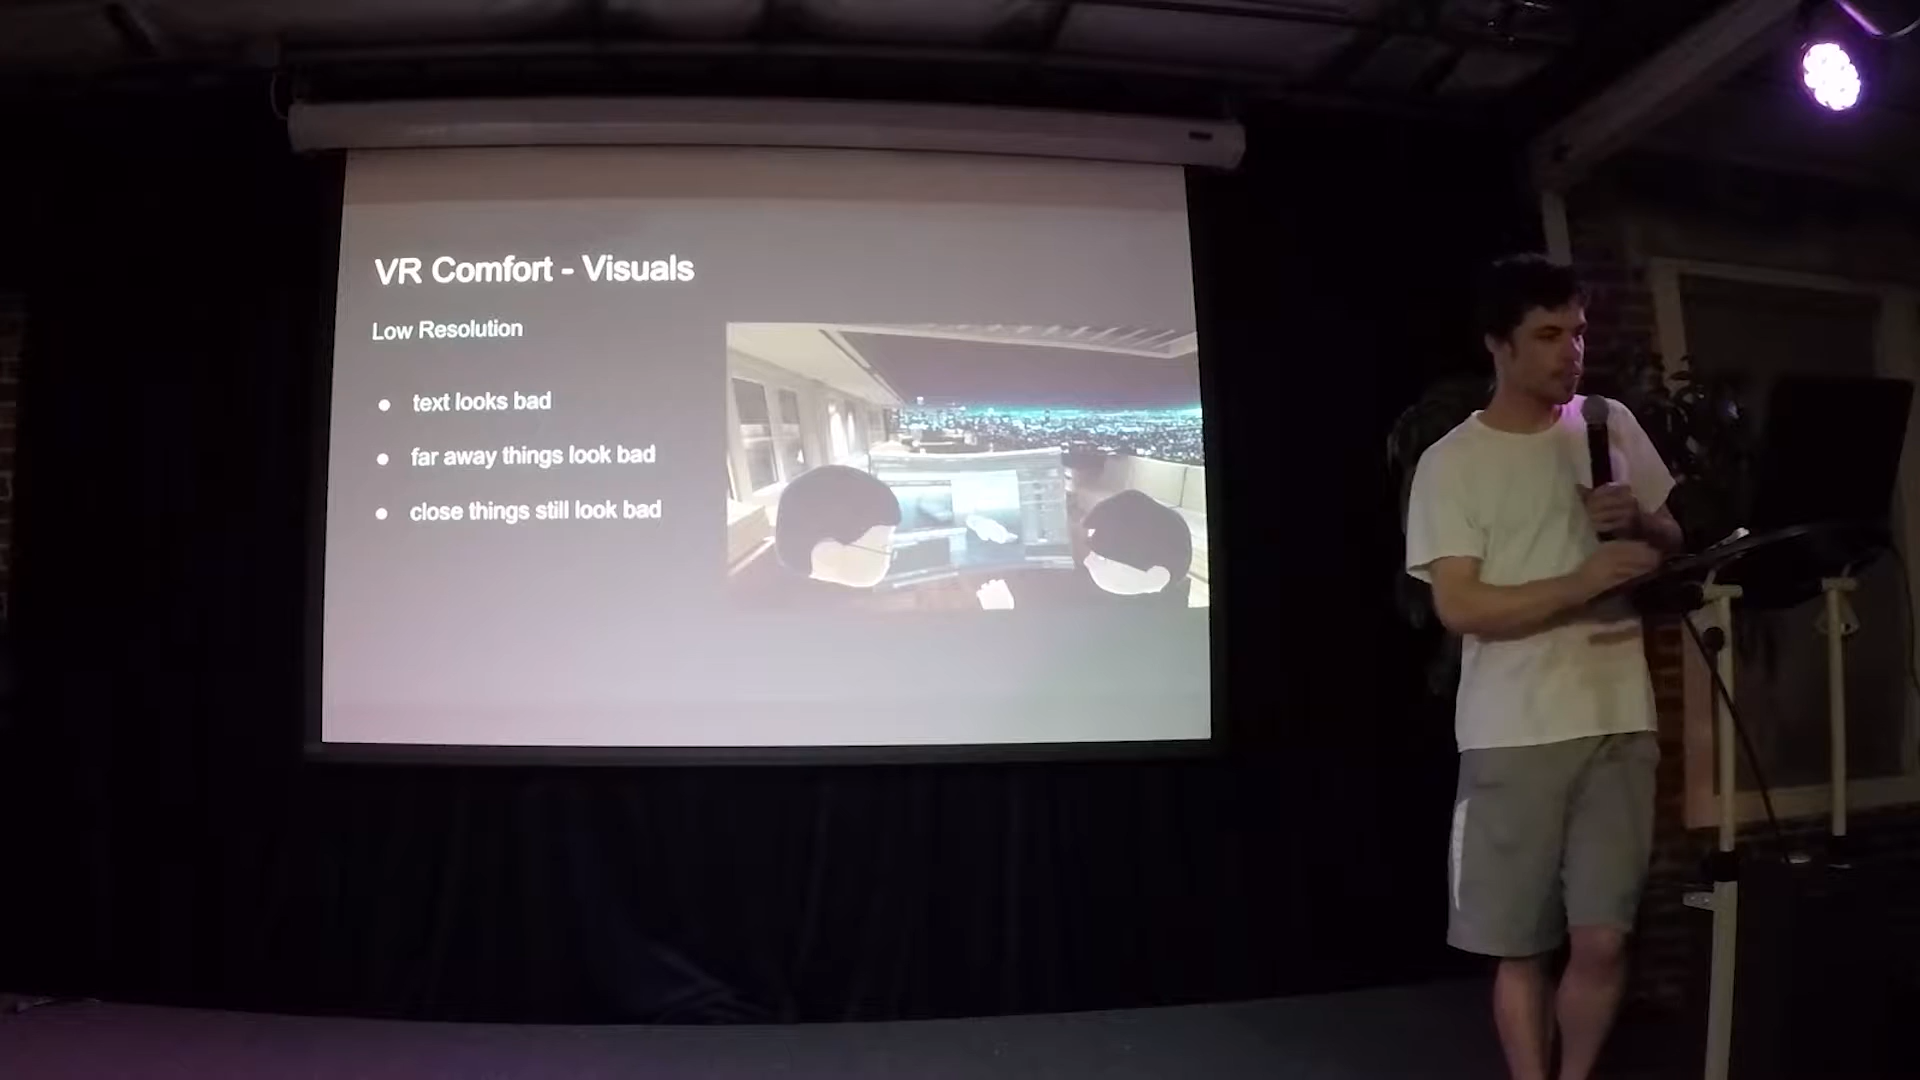 VR Comfort - Visuals
Low Resolution
● text looks bad
● far away things look bad
● close things still look bad